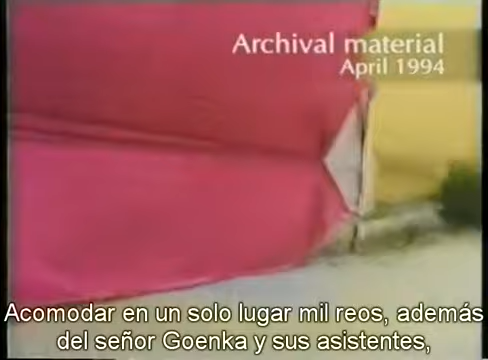 Archival material
April 1994
Acomodar en un solo lugar mil reos, además
del señor Goenka y sus asistentes,